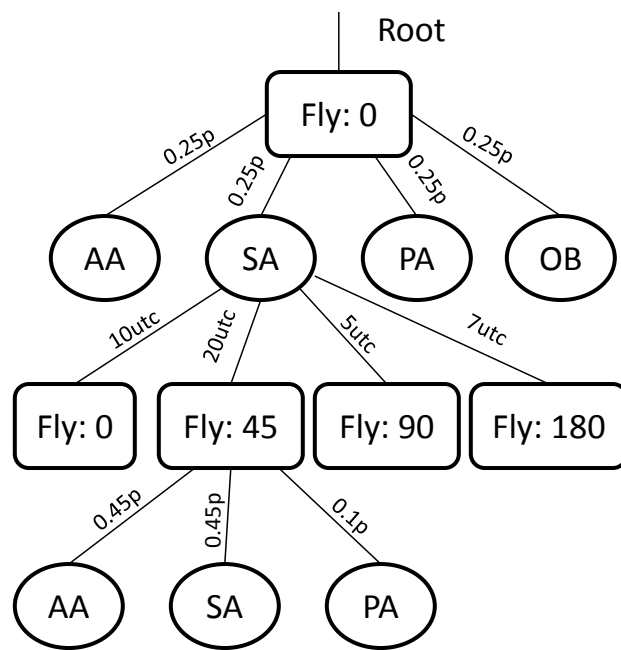 Root
Fly: 0
0.25p
0.25p
0.25p
0.25p
AA
SA
PA
OB
10utc
20utc
5utc
7utc
Fly: 0
Fly: 45
Fly: 90
Fly: 180
0.45p
0.45p
0.1p
AA
SA
PA